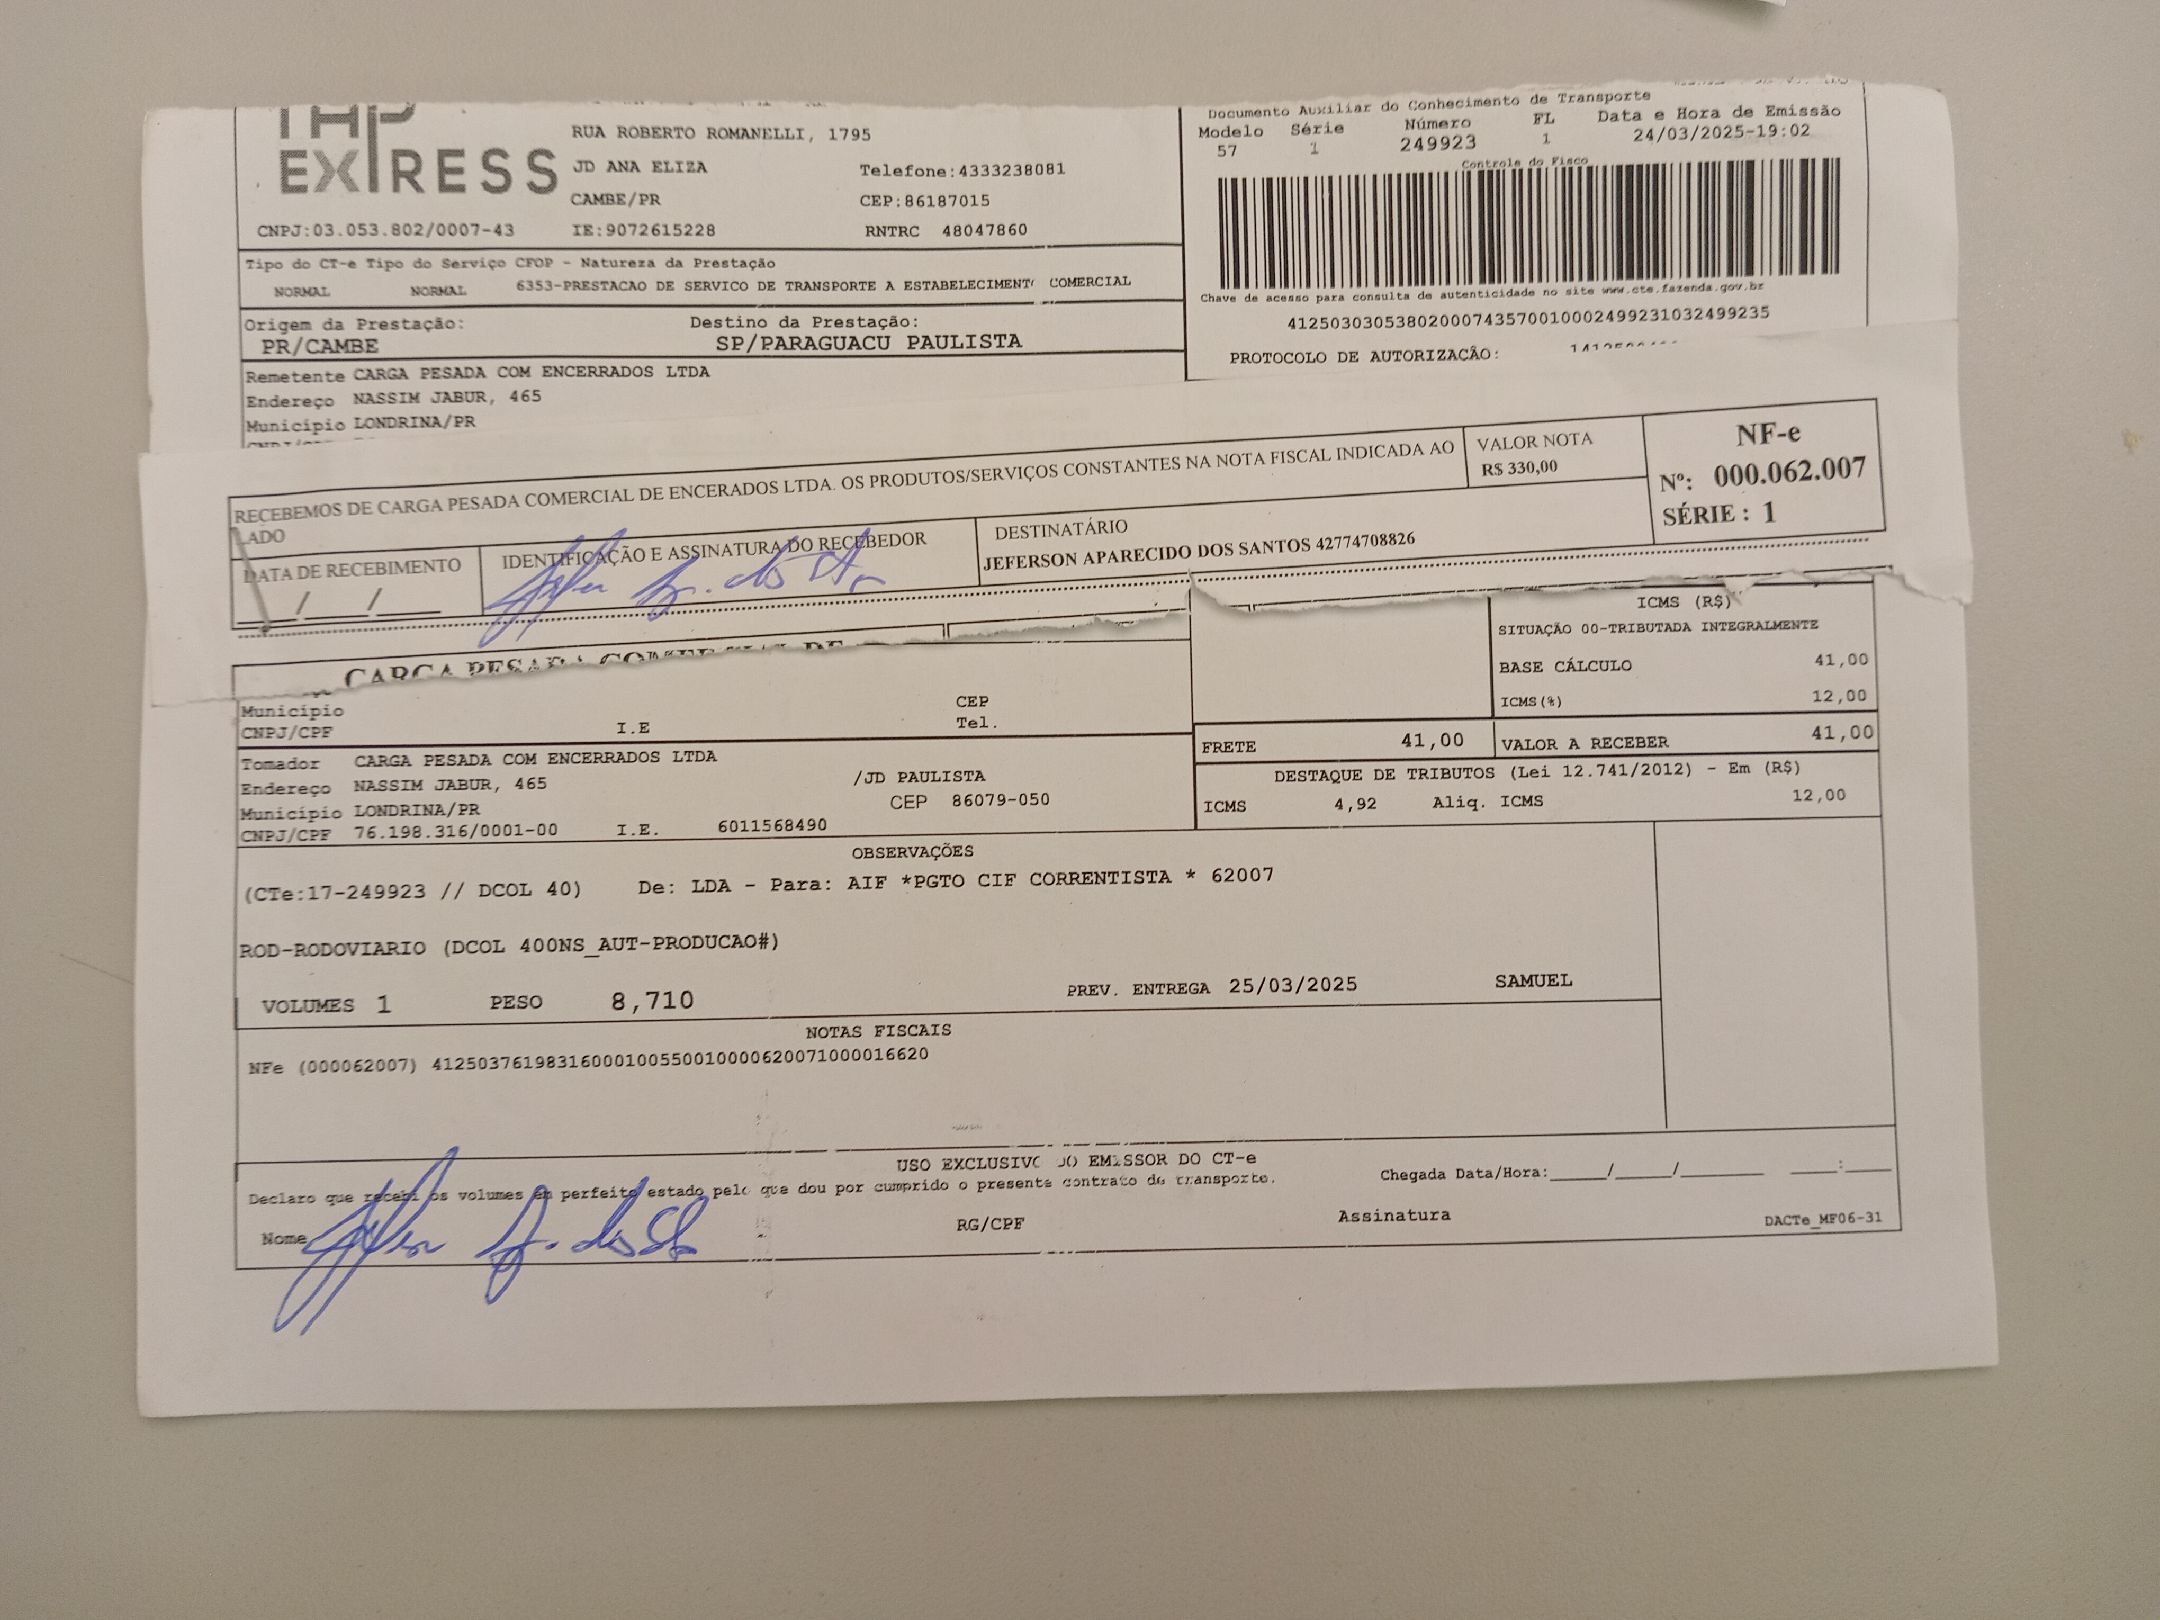 EXPRESS
RUA ROBERTO ROMANELLI, 1795
JD ANA ELIZA
Telefone:4333238081
CAMBE/PR
CEP:86187015
CNPJ:03.053.802/0007-43
IE:9072615228
RNTRC 48047860
Documento Auxiliar do Conhecimento de Transporte
Modelo Série Número FL Data e Hora de Emissão
57 1 249923 1 24/03/2025-19:02
Controle do Fisco
Chave de acesso para consulta de autenticidade no site www.cte.fazenda.gov.br
41250303053802000743570010002499231032499235
PROTOCOLO DE AUTORIZAÇÃO:
Tipo do CT-e Tipo do Serviço CFOP - Natureza da Prestação
NORMAL NORMAL 6353-PRESTACAO DE SERVICO DE TRANSPORTE A ESTABELECIMENT COMERCIAL
Origem da Prestação: Destino da Prestação:
PR/CAMBE SP/PARAGUACU PAULISTA
Remetente CARGA PESADA COM ENCERRADOS LTDA
Endereço NASSIM JABUR, 465
Município LONDRINA/PR
RECEBEMOS DE CARGA PESADA COMERCIAL DE ENCERADOS LTDA. OS PRODUTOS/SERVIÇOS CONSTANTES NA NOTA FISCAL INDICADA AO
LADO
VALOR NOTA
R$ 330,00
NF-e
Nº: 000.062.007
SÉRIE : 1
DATA DE RECEBIMENTO
__/__/__
IDENTIFICAÇÃO E ASSINATURA DO RECEBEDOR
DESTINATÁRIO
JEFERSON APARECIDO DOS SANTOS 42774708826
CARGA PESADA COMERCIAL DE
ICMS (R$)
SITUAÇÃO 00-TRIBUTADA INTEGRALMENTE
BASE CÁLCULO 41,00
ICMS(%) 12,00
Município CEP
CNPJ/CPF I.E Tel.
FRETE 41,00 VALOR A RECEBER 41,00
Tomador CARGA PESADA COM ENCERRADOS LTDA
Endereço NASSIM JABUR, 465 /JD PAULISTA
Município LONDRINA/PR CEP 86079-050
CNPJ/CPF 76.198.316/0001-00 I.E. 6011568490
DESTAQUE DE TRIBUTOS (Lei 12.741/2012) - Em (R$)
ICMS 4,92 Aliq. ICMS 12,00
OBSERVAÇÕES
(CTe:17-249923 // DCOL 40) De: LDA - Para: AIF *PGTO CIF CORRENTISTA * 62007
ROD-RODOVIARIO (DCOL 400NS_AUT-PRODUCAO#)
VOLUMES 1 PESO 8,710 PREV. ENTREGA 25/03/2025 SAMUEL
NOTAS FISCAIS
NFe (000062007) 41250376198316000100550010000620071000016620
USO EXCLUSIVO DO EMISSOR DO CT-e
Declaro que recebi os volumes em perfeito estado pelo que dou por cumprido o presente contrato de transporte.
Chegada Data/Hora:__/__/____ __:__
Nome RG/CPF Assinatura DACTe_MF06-31